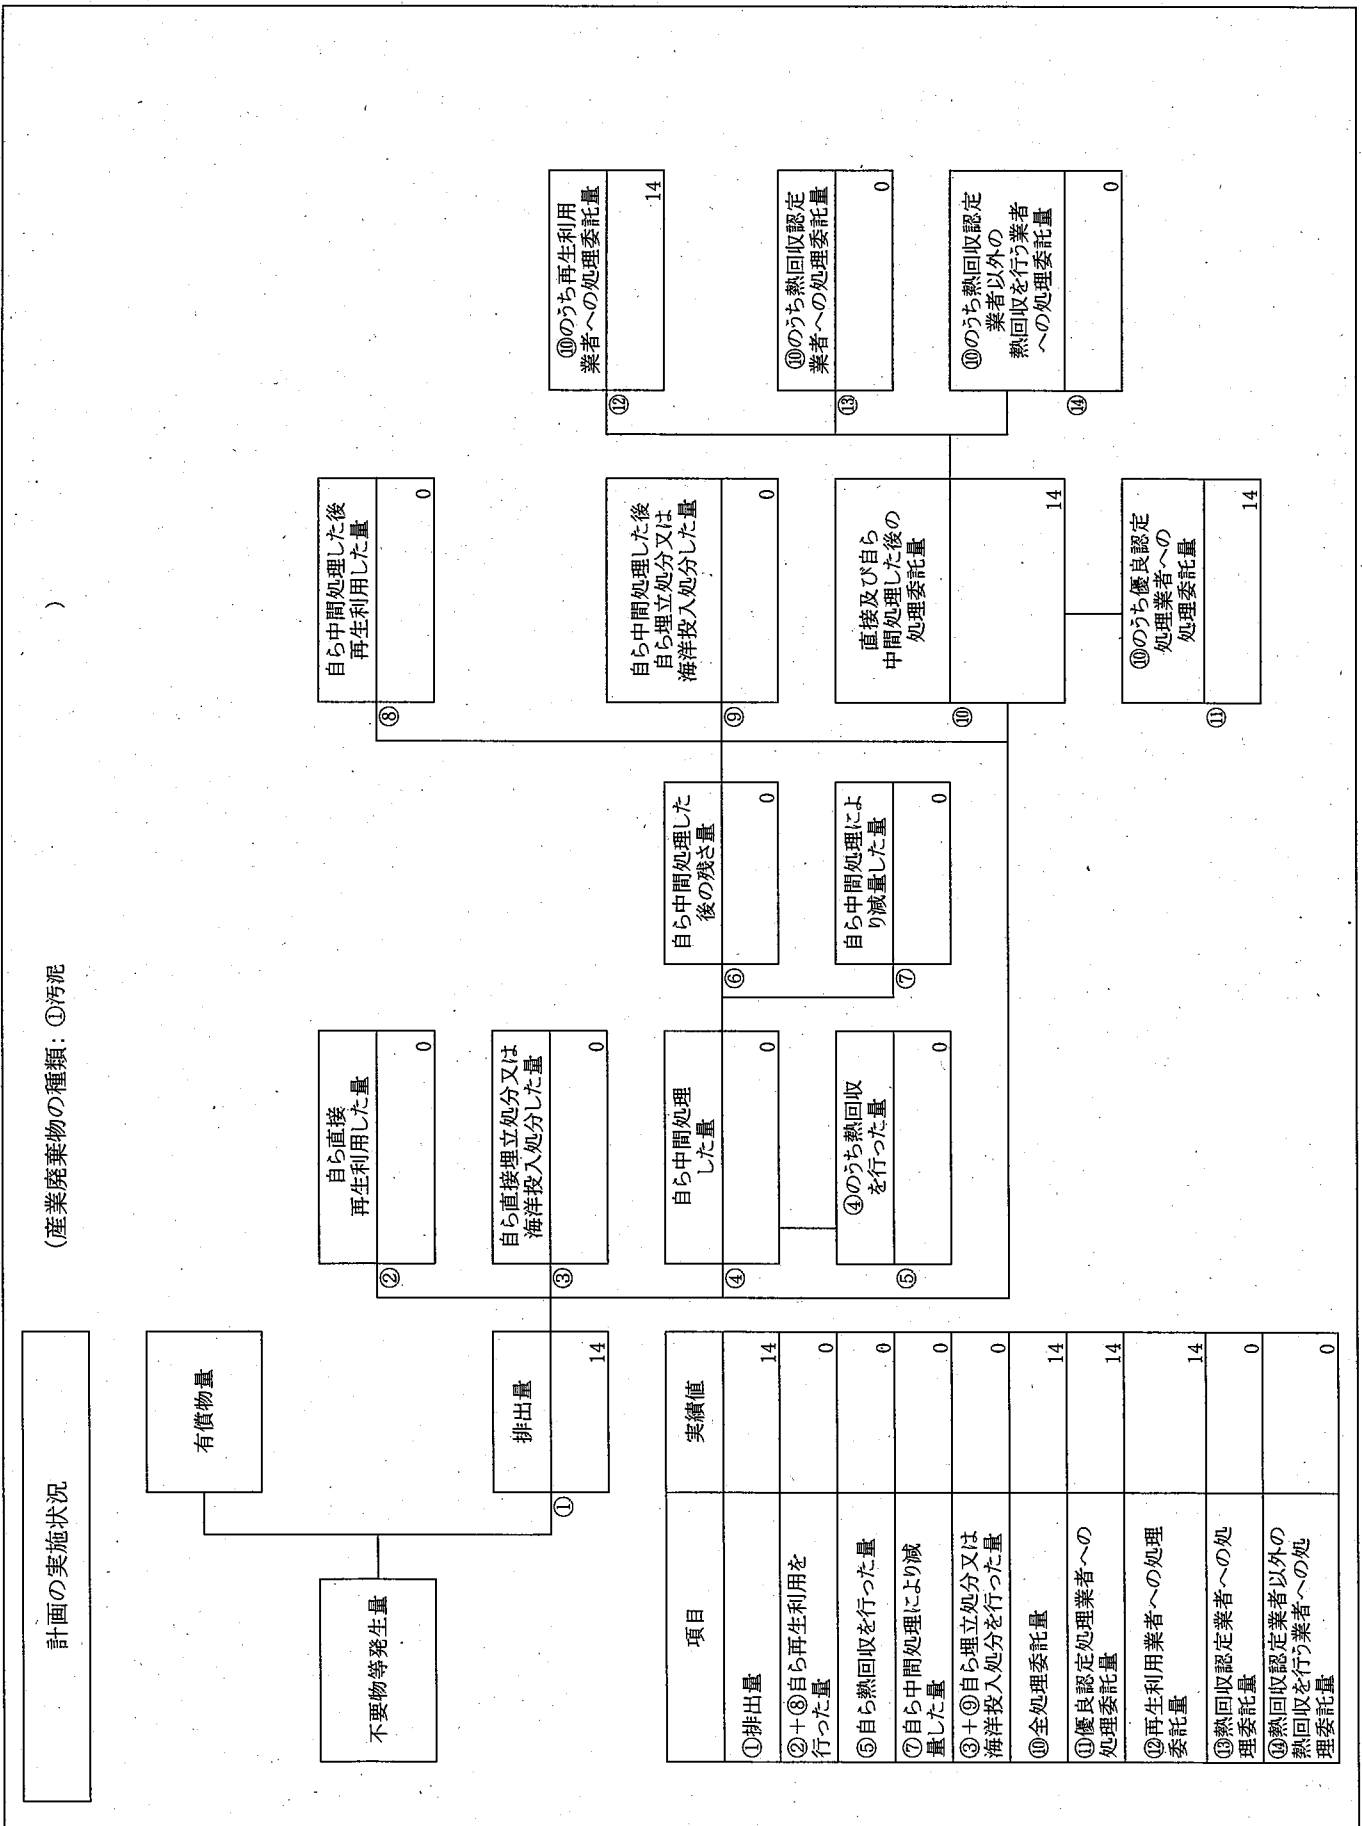 計画の実施状況
(産業廃棄物の種類: ①汚泥 )
不要物等発生量
有償物量
①
排出量
14
②
自ら直接
再生利用した量
0
③
自ら直接埋立処分又は
海洋投入処分した量
0
④
自ら中間処理
した量
0
⑤
④のうち熱回収
を行った量
0
⑥
自ら中間処理した
後の残さ量
0
⑦
自ら中間処理によ
り減量した量
0
⑧
自ら中間処理した後
再生利用した量
0
⑨
自ら中間処理した後
自ら埋立処分又は
海洋投入処分した量
0
⑩
直接及び自ら
中間処理した後の
処理委託量
14
⑪
⑩のうち優良認定
処理業者への
処理委託量
14
⑫
⑩のうち再生利用
業者への処理委託量
14
⑬
⑩のうち熱回収認定
業者への処理委託量
0
⑭
⑩のうち熱回収認定
業者以外の
熱回収を行う業者
への処理委託量
0
項目 実績値
①排出量 14
②+⑧自ら再生利用を
行った量 0
⑤自ら熱回収を行った量 0
⑦自ら中間処理により減
量した量 0
③+⑨自ら埋立処分又は
海洋投入処分を行った量 0
⑩全処理委託量 14
⑪優良認定処理業者への
処理委託量 14
⑫再生利用業者への処理
委託量 14
⑬熱回収認定業者への処
理委託量 0
⑭熱回収認定業者以外の
熱回収を行う業者への処
理委託量 0